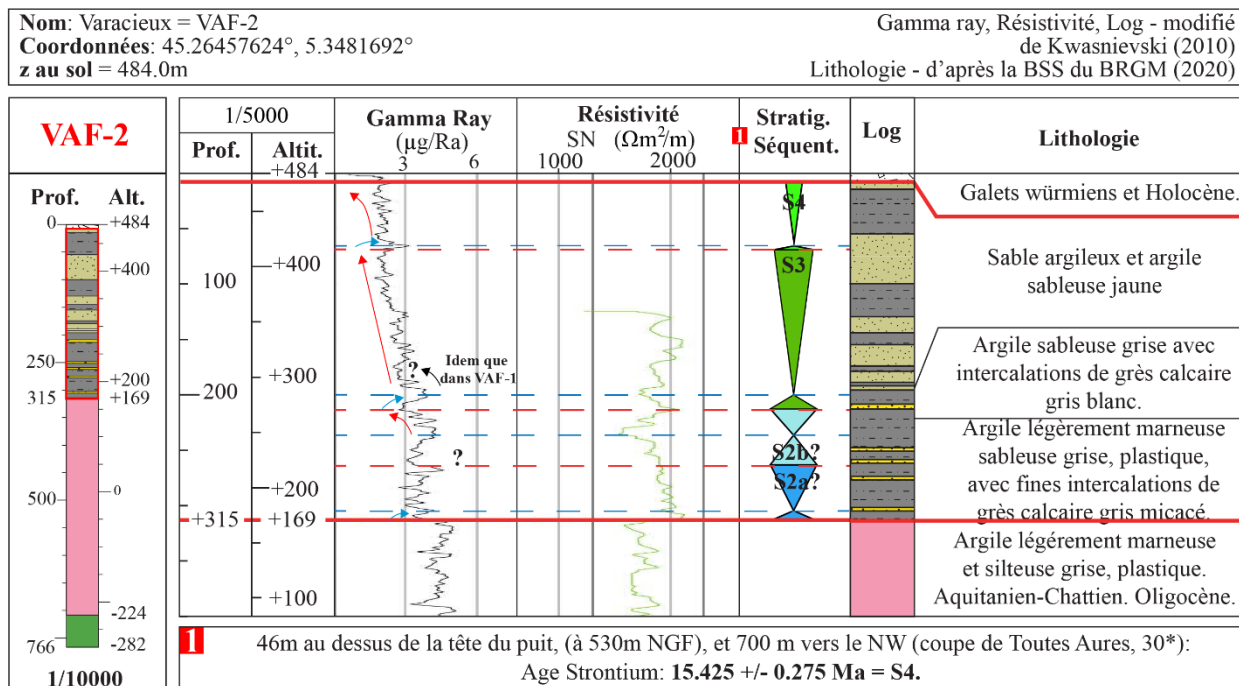 Nom: Varacieux = VAF-2
Coordonnées: 45.26457624°, 5.3481692°
z au sol = 484.0m
Gamma ray, Résistivité, Log - modifié
de Kwasnievski (2010)
Lithologie - d'après la BSS du BRGM (2020)
VAF-2
Prof. Alt.
0 +484
+400
250
+200
315 +169
500 0
-224
766 -282
1/10000
1/5000
Prof. Altit.
+484
+400
100
+300
200
+200
+315 +169
+100
Gamma Ray
(µg/Ra)
3 6
Idem que
dans VAF-1
?
?
Résistivité
SN (Ωm²/m)
1000 2000
1 Stratig.
Séquent.
S4
S3
S2b?
S2a?
Log
Lithologie
Galets würmiens et Holocène.
Sable argileux et argile
sableuse jaune
Argile sableuse grise avec
intercalations de grès calcaire
gris blanc.
Argile légèrement marneuse
sableuse grise, plastique,
avec fines intercalations de
grès calcaire gris micacé.
Argile légérement marneuse
et silteuse grise, plastique.
Aquitanien-Chattien. Oligocène.
1 46m au dessus de la tête du puit, (à 530m NGF), et 700 m vers le NW (coupe de Toutes Aures, 30*):
Age Strontium: 15.425 +/- 0.275 Ma = S4.